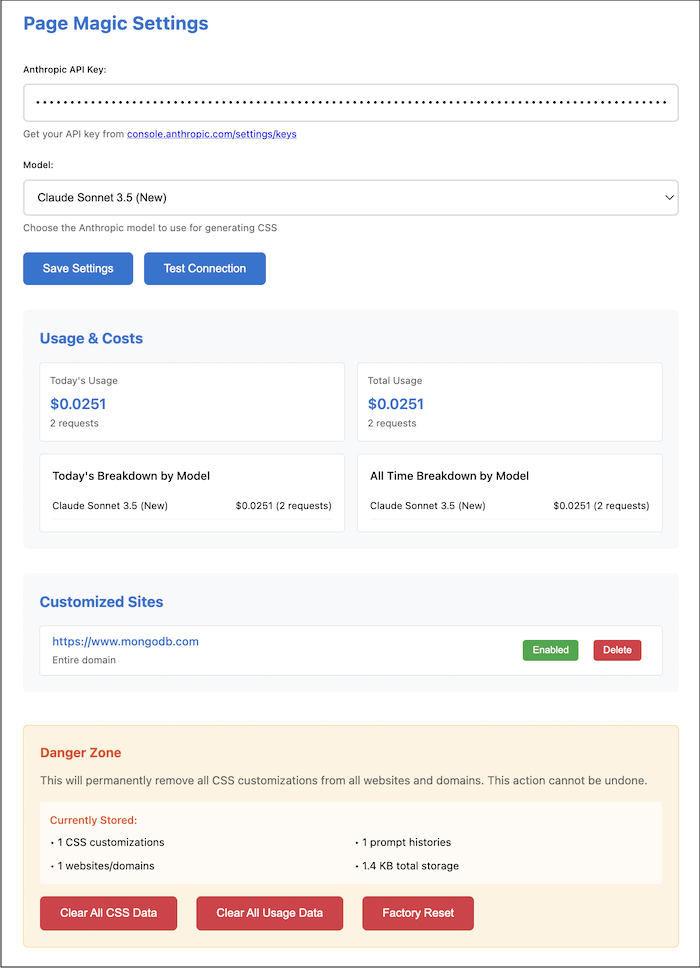 Page Magic Settings
Anthropic API Key:
Get your API key from console.anthropic.com/settings/keys
Model:
Claude Sonnet 3.5 (New)
Choose the Anthropic model to use for generating CSS
Save Settings Test Connection
Usage & Costs
Today's Usage
$0.0251
2 requests
Total Usage
$0.0251
2 requests
Today's Breakdown by Model
Claude Sonnet 3.5 (New) $0.0251 (2 requests)
All Time Breakdown by Model
Claude Sonnet 3.5 (New) $0.0251 (2 requests)
Customized Sites
https://www.mongodb.com
Entire domain
Enabled Delete
Danger Zone
This will permanently remove all CSS customizations from all websites and domains. This action cannot be undone.
Currently Stored:
• 1 CSS customizations
• 1 prompt histories
• 1 websites/domains
• 1.4 KB total storage
Clear All CSS Data Clear All Usage Data Factory Reset